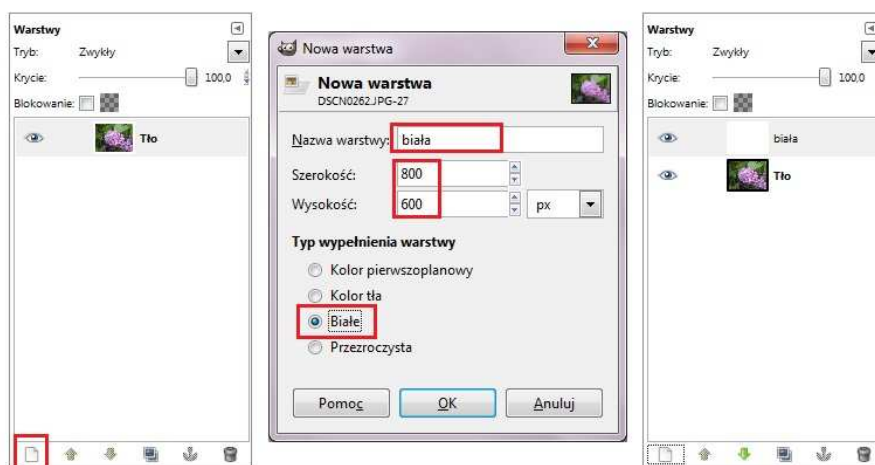 Warstwy
Tryb: Zwykły
Krycie: 100,0
Blokowanie:
Tło
Nowa warstwa
Nowa warstwa
DSCN0262.JPG-27
Nazwa warstwy: biała
Szerokość: 800
Wysokość: 600 px
Typ wypełnienia warstwy
Kolor pierwszoplanowy
Kolor tła
Białe
Przezroczysta
Pomoc OK Anuluj
Warstwy
Tryb: Zwykły
Krycie: 100,0
Blokowanie:
biała
Tło